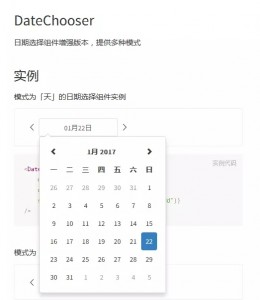 DateChooser
日期选择组件增强版本，提供多种模式
实例
模式为「天」的日期选择组件实例
01月22日
1月 2017
一 二 三 四 五 六 日
26 27 28 29 30 31 1
2 3 4 5 6 7 8
9 10 11 12 13 14 15
16 17 18 19 20 21 22
23 24 25 26 27 28 29
30 31 1 2 3 4 5
实例代码
<Date
d"))
/>
模式为